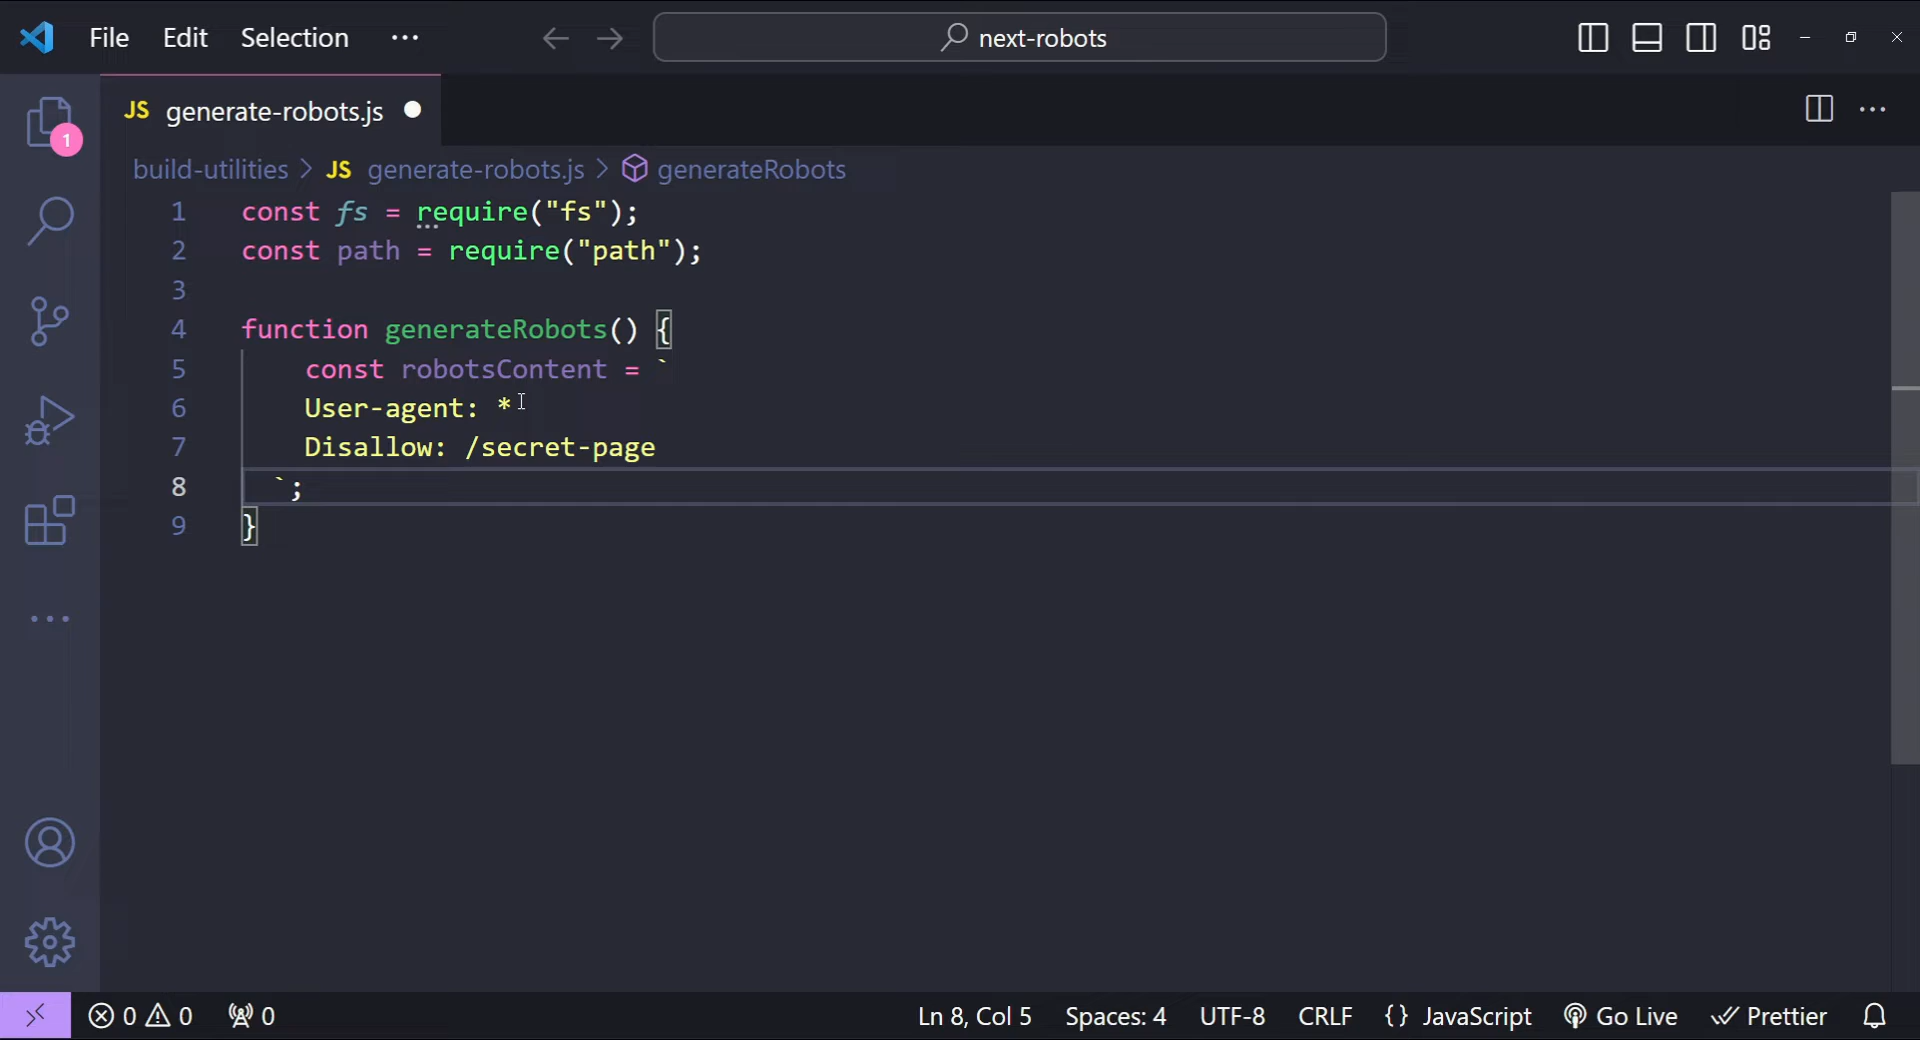 File Edit Selection ···
next-robots
JS generate-robots.js
1
build-utilities > JS generate-robots.js > generateRobots
1 const fs = require("fs");
2 const path = require("path");
3
4 function generateRobots() {
5     const robotsContent = `
6     User-agent: *
7     Disallow: /secret-page
8   `;
9 }
0 0 0 Ln 8, Col 5 Spaces: 4 UTF-8 CRLF {} JavaScript Go Live Prettier